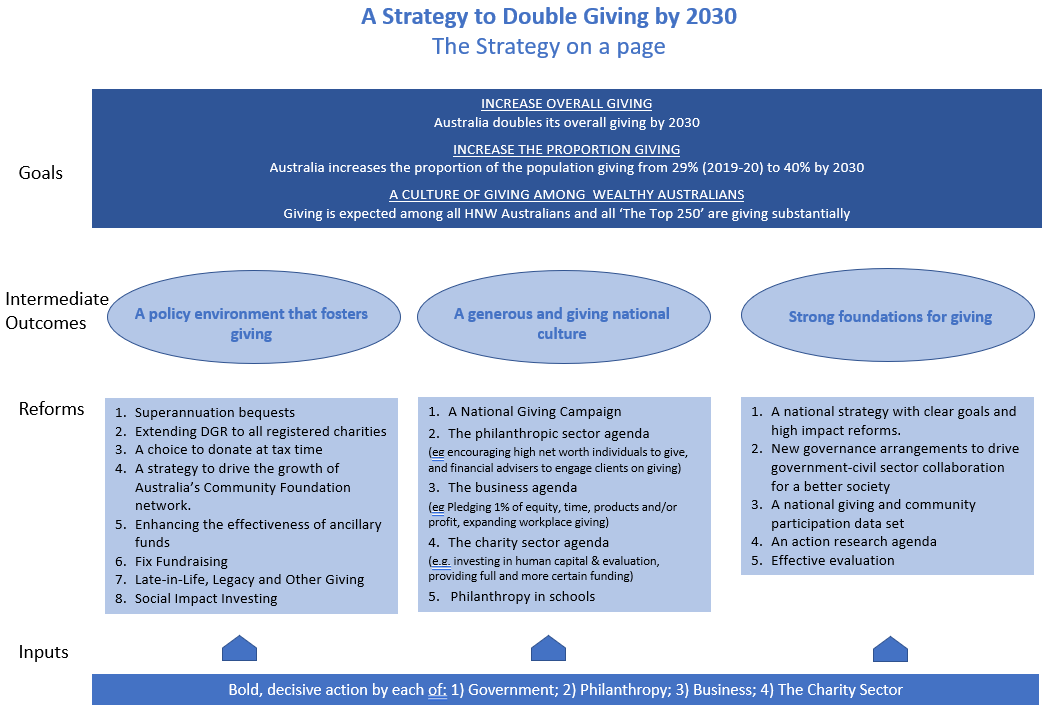 A Strategy to Double Giving by 2030
The Strategy on a page
Goals
INCREASE OVERALL GIVING
Australia doubles its overall giving by 2030
INCREASE THE PROPORTION GIVING
Australia increases the proportion of the population giving from 29% (2019-20) to 40% by 2030
A CULTURE OF GIVING AMONG WEALTHY AUSTRALIANS
Giving is expected among all HNW Australians and all ‘The Top 250’ are giving substantially
Intermediate
Outcomes
A policy environment that fosters
giving
A generous and giving national
culture
Strong foundations for giving
Reforms
1. Superannuation bequests
2. Extending DGR to all registered charities
3. A choice to donate at tax time
4. A strategy to drive the growth of
Australia’s Community Foundation
network.
5. Enhancing the effectiveness of ancillary
funds
6. Fix Fundraising
7. Late-in-Life, Legacy and Other Giving
8. Social Impact Investing
1. A National Giving Campaign
2. The philanthropic sector agenda
(eg encouraging high net worth individuals to give,
and financial advisers to engage clients on giving)
3. The business agenda
(eg Pledging 1% of equity, time, products and/or
profit, expanding workplace giving)
4. The charity sector agenda
(e.g. investing in human capital & evaluation,
providing full and more certain funding)
5. Philanthropy in schools
1. A national strategy with clear goals and
high impact reforms.
2. New governance arrangements to drive
government-civil sector collaboration
for a better society
3. A national giving and community
participation data set
4. An action research agenda
5. Effective evaluation
Inputs
Bold, decisive action by each of: 1) Government; 2) Philanthropy; 3) Business; 4) The Charity Sector